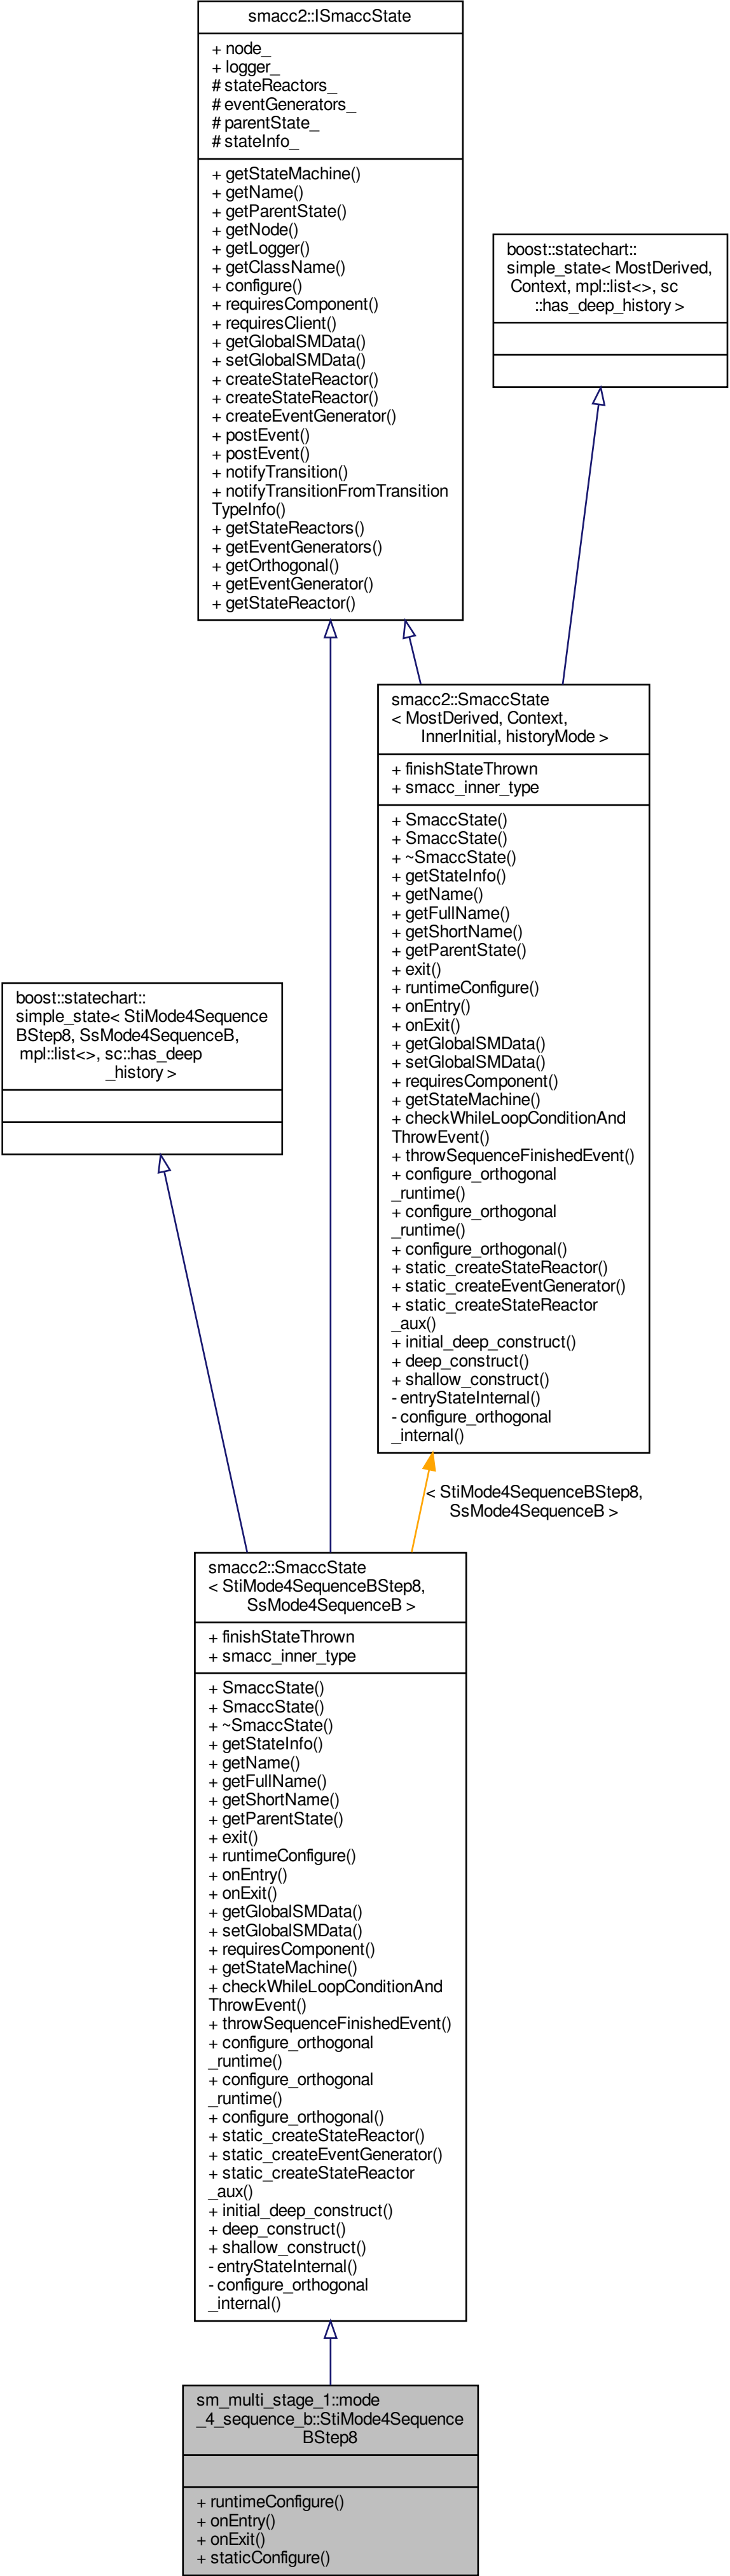 smacc2::ISmaccState
+ node_
+ logger_
# stateReactors_
# eventGenerators_
# parentState_
# stateInfo_
+ getStateMachine()
+ getName()
+ getParentState()
+ getNode()
+ getLogger()
+ getClassName()
+ configure()
+ requiresComponent()
+ requiresClient()
+ getGlobalSMData()
+ setGlobalSMData()
+ createStateReactor()
+ createStateReactor()
+ createEventGenerator()
+ postEvent()
+ postEvent()
+ notifyTransition()
+ notifyTransitionFromTransition
TypeInfo()
+ getStateReactors()
+ getEventGenerators()
+ getOrthogonal()
+ getEventGenerator()
+ getStateReactor()
boost::statechart::
simple_state< MostDerived,
Context, mpl::list<>, sc
::has_deep_history >
smacc2::SmaccState
< MostDerived, Context,
InnerInitial, historyMode >
+ finishStateThrown
+ smacc_inner_type
+ SmaccState()
+ SmaccState()
+ ~SmaccState()
+ getStateInfo()
+ getName()
+ getFullName()
+ getShortName()
+ getParentState()
+ exit()
+ runtimeConfigure()
+ onEntry()
+ onExit()
+ getGlobalSMData()
+ setGlobalSMData()
+ requiresComponent()
+ getStateMachine()
+ checkWhileLoopConditionAnd
ThrowEvent()
+ throwSequenceFinishedEvent()
+ configure_orthogonal
_runtime()
+ configure_orthogonal
_runtime()
+ configure_orthogonal()
+ static_createStateReactor()
+ static_createEventGenerator()
+ static_createStateReactor
_aux()
+ initial_deep_construct()
+ deep_construct()
+ shallow_construct()
- entryStateInternal()
- configure_orthogonal
_internal()
boost::statechart::
simple_state< StiMode4Sequence
BStep8, SsMode4SequenceB,
mpl::list<>, sc::has_deep
_history >
< StiMode4SequenceBStep8,
SsMode4SequenceB >
smacc2::SmaccState
< StiMode4SequenceBStep8,
SsMode4SequenceB >
+ finishStateThrown
+ smacc_inner_type
+ SmaccState()
+ SmaccState()
+ ~SmaccState()
+ getStateInfo()
+ getName()
+ getFullName()
+ getShortName()
+ getParentState()
+ exit()
+ runtimeConfigure()
+ onEntry()
+ onExit()
+ getGlobalSMData()
+ setGlobalSMData()
+ requiresComponent()
+ getStateMachine()
+ checkWhileLoopConditionAnd
ThrowEvent()
+ throwSequenceFinishedEvent()
+ configure_orthogonal
_runtime()
+ configure_orthogonal
_runtime()
+ configure_orthogonal()
+ static_createStateReactor()
+ static_createEventGenerator()
+ static_createStateReactor
_aux()
+ initial_deep_construct()
+ deep_construct()
+ shallow_construct()
- entryStateInternal()
- configure_orthogonal
_internal()
sm_multi_stage_1::mode
_4_sequence_b::StiMode4Sequence
BStep8
+ runtimeConfigure()
+ onEntry()
+ onExit()
+ staticConfigure()